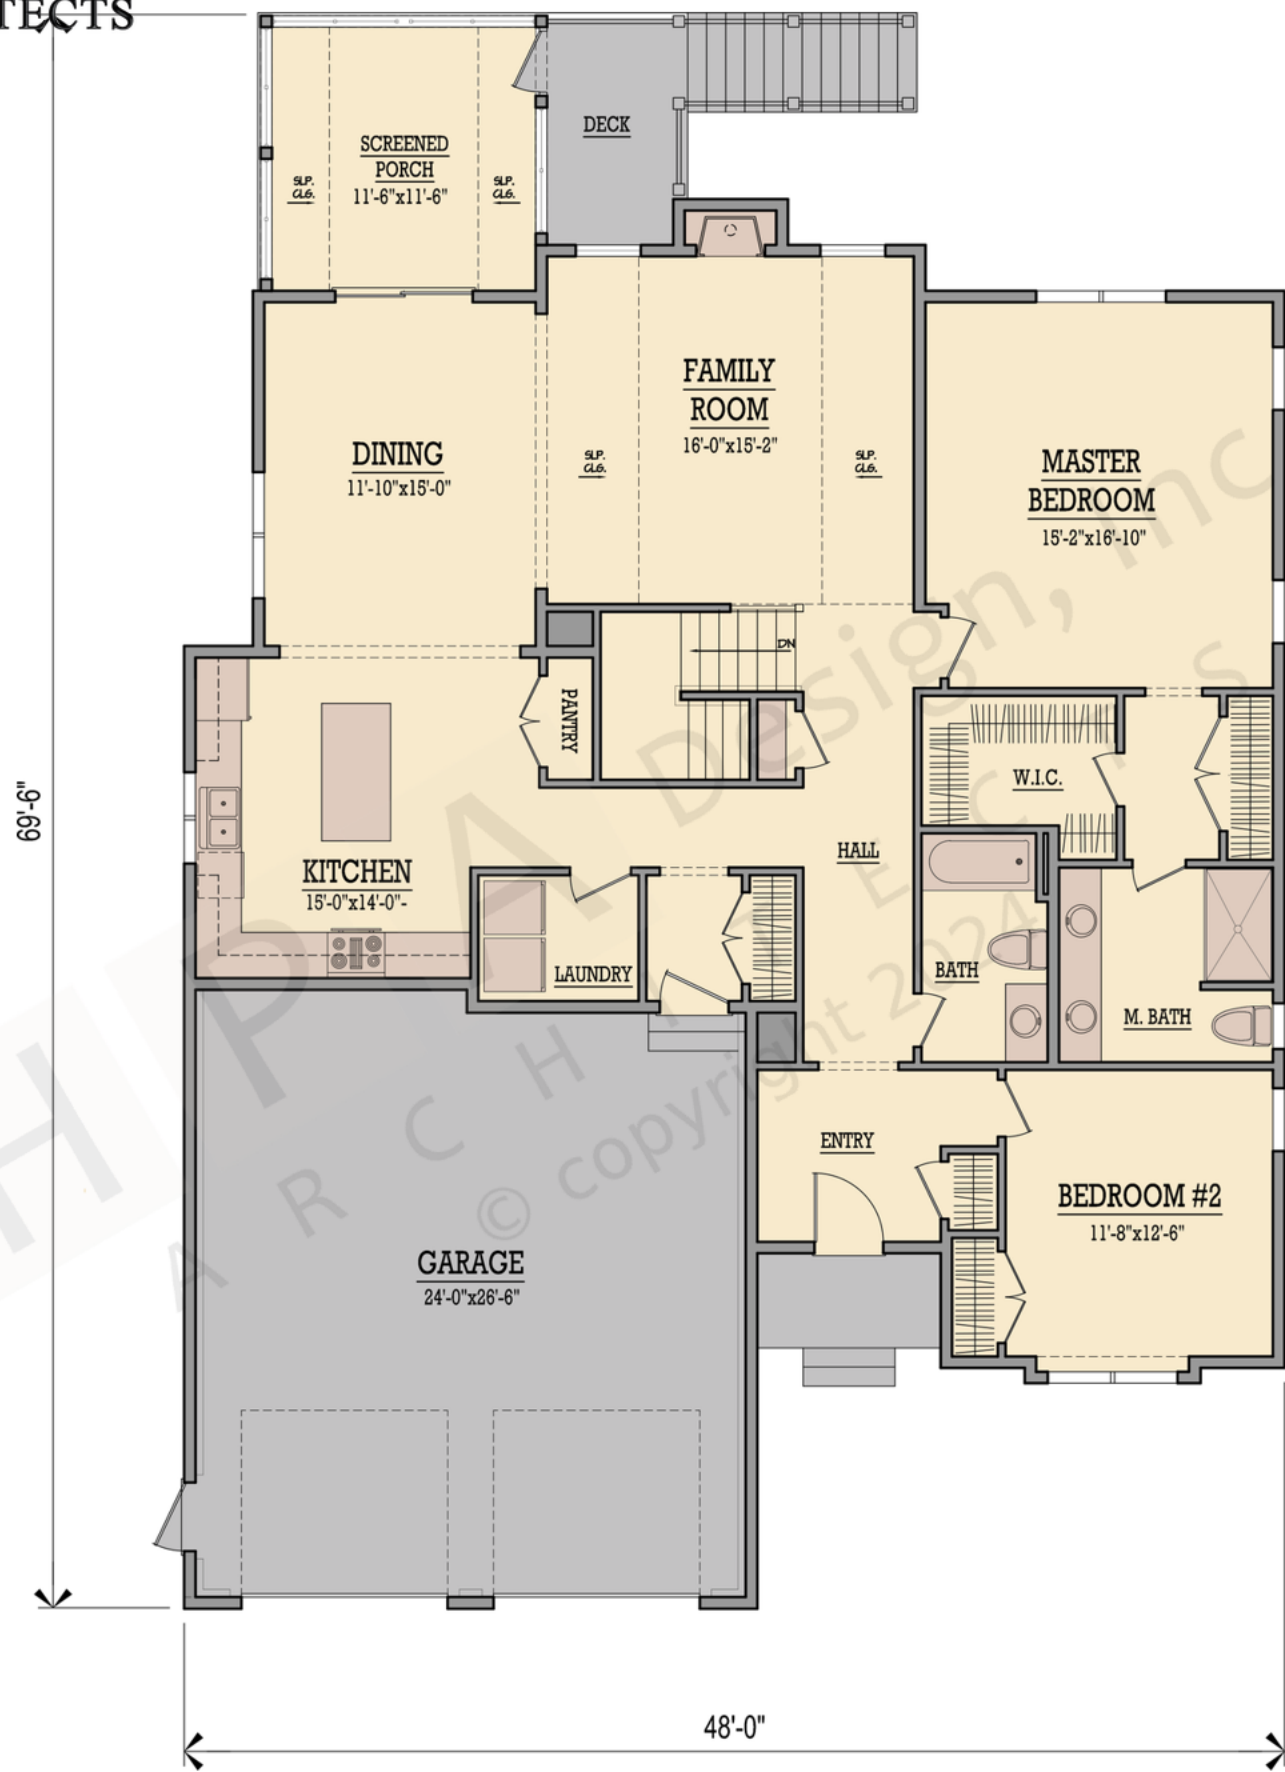 TECTS
SCREENED
PORCH
11'-6"x11'-6"
SLP.
CLG.
SLP.
CLG.
DECK
FAMILY
ROOM
16'-0"x15'-2"
SLP.
CLG.
SLP.
CLG.
DINING
11'-10"x15'-0"
MASTER
BEDROOM
15'-2"x16'-10"
DN
PANTRY
W.I.C.
69'-6"
HALL
KITCHEN
15'-0"x14'-0"-
LAUNDRY
BATH
M. BATH
ENTRY
BEDROOM #2
11'-8"x12'-6"
GARAGE
24'-0"x26'-6"
48'-0"
HPA Design, Inc
ARCHITECTS
© copyright 2024